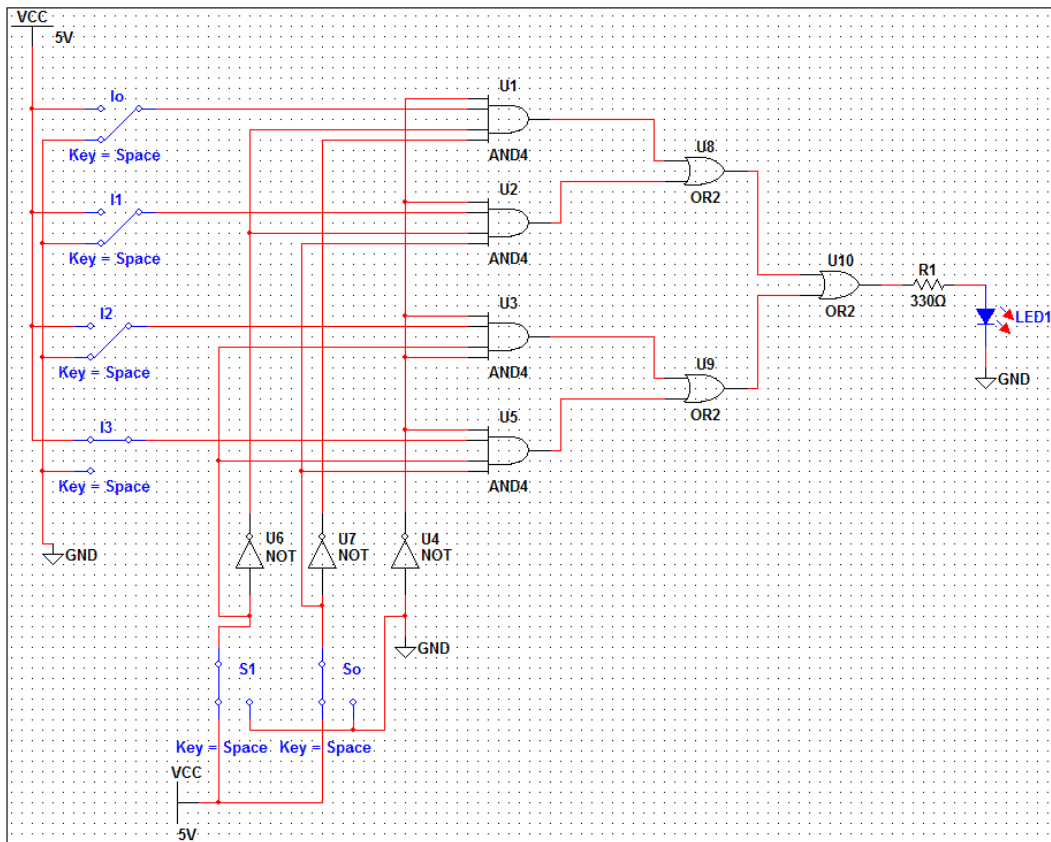 VCC
5V
Io
Key = Space
I1
Key = Space
I2
Key = Space
I3
Key = Space
GND
U1
AND4
U2
AND4
U3
AND4
U5
AND4
U8
OR2
U9
OR2
U10
OR2
R1
330Ω
LED1
GND
U6
NOT
U7
NOT
U4
NOT
GND
S1
So
Key = Space
Key = Space
VCC
5V